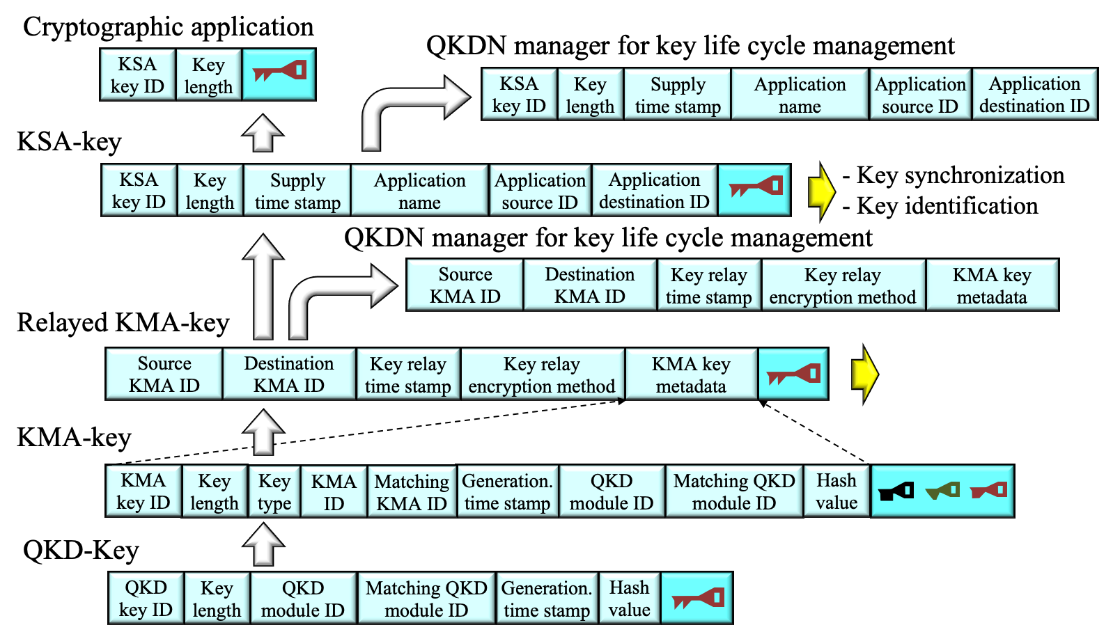 Cryptographic application
KSA
key ID
Key
length
QKDN manager for key life cycle management
KSA
key ID
Key
length
Supply
time stamp
Application
name
Application
source ID
Application
destination ID
KSA-key
KSA
key ID
Key
length
Supply
time stamp
Application
name
Application
source ID
Application
destination ID
- Key synchronization
- Key identification
QKDN manager for key life cycle management
Source
KMA ID
Destination
KMA ID
Key relay
time stamp
Key relay
encryption method
KMA key
metadata
Relayed KMA-key
Source
KMA ID
Destination
KMA ID
Key relay
time stamp
Key relay
encryption method
KMA key
metadata
KMA-key
KMA
key ID
Key
length
Key
type
KMA
ID
Matching
KMA ID
Generation.
time stamp
QKD
module ID
Matching QKD
module ID
Hash
value
QKD-Key
QKD
key ID
Key
length
QKD
module ID
Matching QKD
module ID
Generation.
time stamp
Hash
value